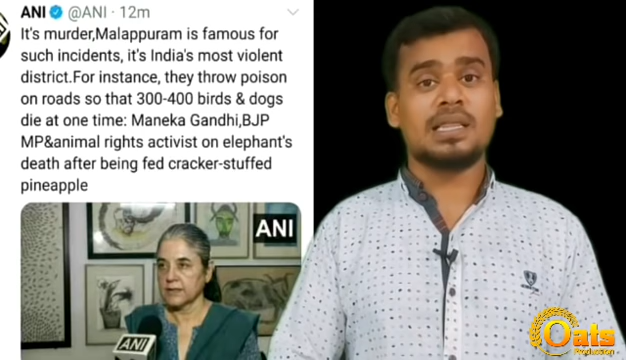 ANI @ANI · 12m
It's murder,Malappuram is famous for
such incidents, it's India's most violent
district.For instance, they throw poison
on roads so that 300-400 birds & dogs
die at one time: Maneka Gandhi,BJP
MP&animal rights activist on elephant's
death after being fed cracker-stuffed
pineapple
ANI
ANI
Oats
Production